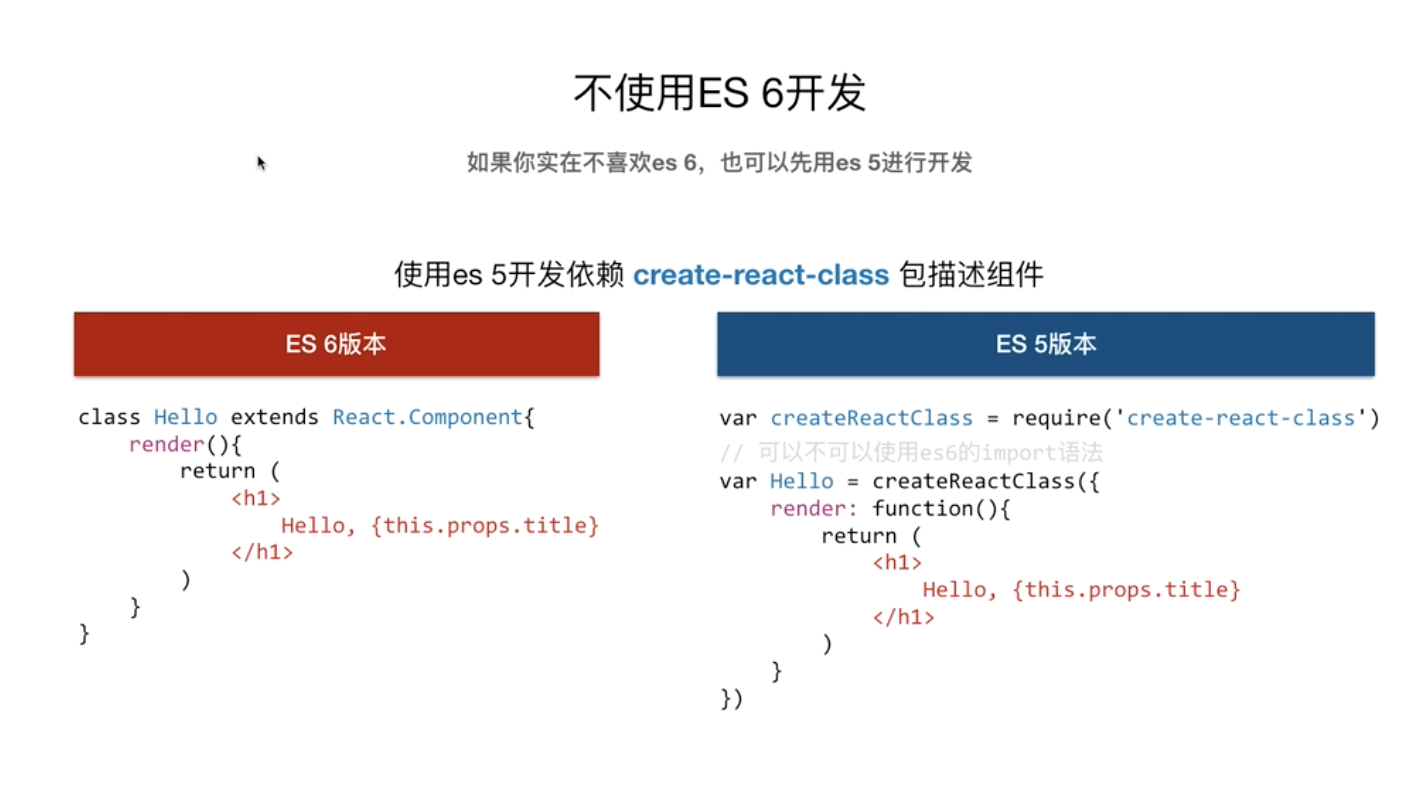 不使用ES 6开发
如果你实在不喜欢es 6，也可以先用es 5进行开发
使用es 5开发依赖 create-react-class 包描述组件
ES 6版本
class Hello extends React.Component{
    render(){
        return (
            <h1>
                Hello, {this.props.title}
            </h1>
        )
    }
}
ES 5版本
var createReactClass = require('create-react-class')
// 可以不可以使用es6的import语法
var Hello = createReactClass({
    render: function(){
        return (
            <h1>
                Hello, {this.props.title}
            </h1>
        )
    }
})